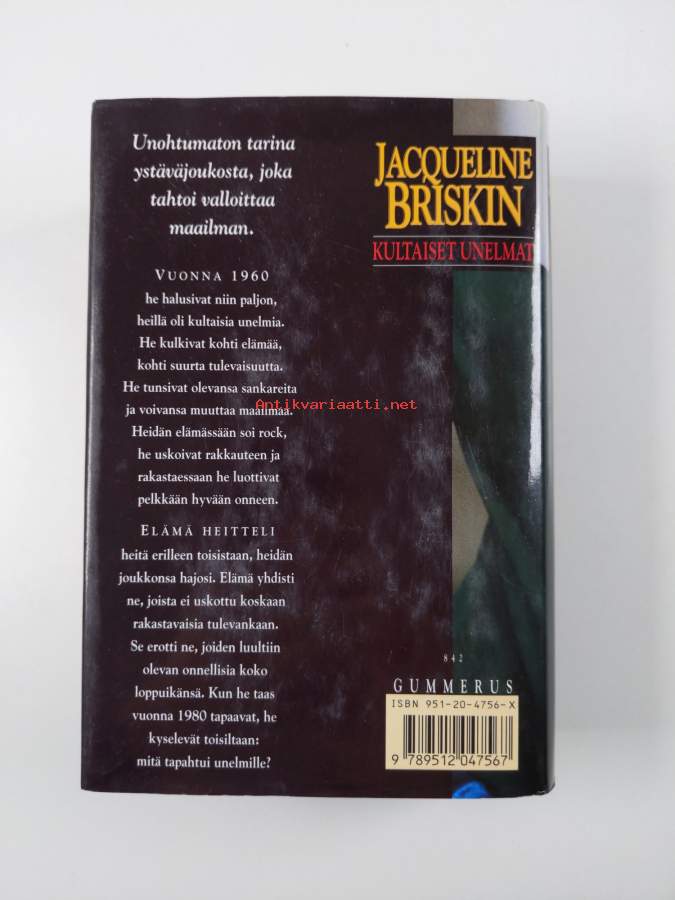 Unohtumaton tarina
ystäväjoukosta, joka
tahtoi valloittaa
maailman.
VUONNA 1960
he halusivat niin paljon,
heillä oli kultaisia unelmia.
He kulkivat kohti elämää,
kohti suurta tulevaisuutta.
He tunsivat olevansa sankareita
ja voivansa muuttaa maailmaa.
Heidän elämässään soi rock,
he uskoivat rakkauteen ja
rakastaessaan he luottivat
pelkkään hyvään onneen.
ELÄMÄ HEITTELI
heitä erilleen toisistaan, heidän
joukkonsa hajosi. Elämä yhdisti
ne, joista ei uskottu koskaan
rakastavaisia tulevankaan.
Se erotti ne, joiden luultiin
olevan onnellisia koko
loppuikänsä. Kun he taas
vuonna 1980 tapaavat, he
kyselevät toisiltaan:
mitä tapahtui unelmille?
JACQUELINE
BRISKIN
KULTAISET UNELMAT
Antikvariaatti.net
842
GUMMERUS
ISBN 951-20-4756-X
9 789512 047567